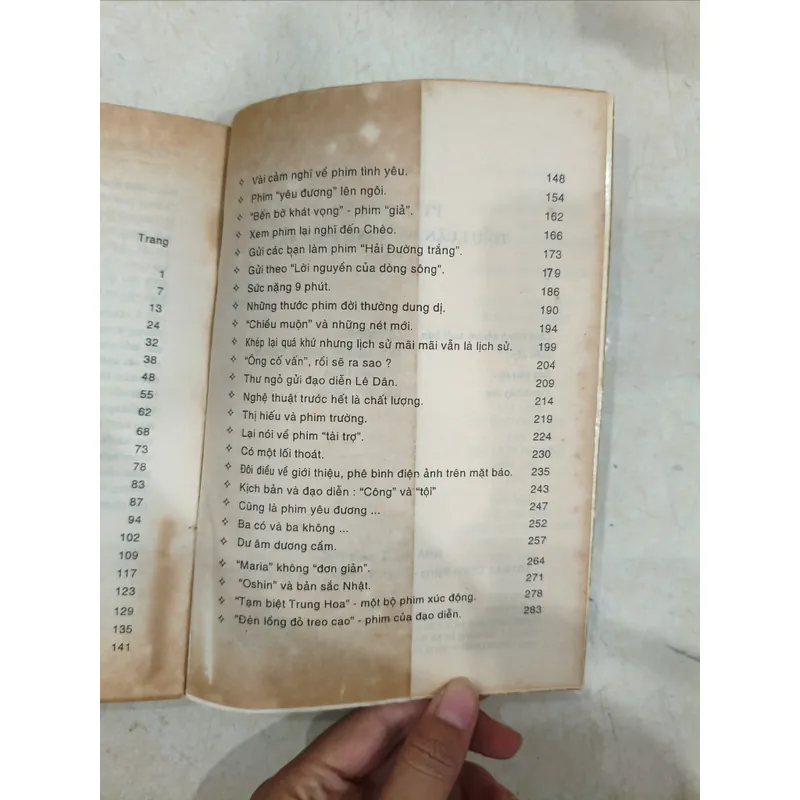 Trang
1
7
13
24
32
38
48
55
62
68
73
78
83
87
94
102
109
117
123
129
135
141
Vài cảm nghĩ về phim tình yêu. 148
Phim "yêu đương" lên ngôi. 154
"Bến bờ khát vọng" - phim "giả". 162
Xem phim lại nghĩ đến Chèo. 166
Gửi các bạn làm phim "Hải Đường trắng". 173
Gửi theo "Lời nguyền của dòng sông". 179
Sức nặng 9 phút. 186
Những thước phim đời thường dung dị. 190
"Chiều muộn" và những nét mới. 194
Khép lại quá khứ nhưng lịch sử mãi mãi vẫn là lịch sử. 199
"Ông cố vấn", rồi sẽ ra sao ? 204
Thư ngỏ gửi đạo diễn Lê Dân. 209
Nghệ thuật trước hết là chất lượng. 214
Thị hiếu và phim trường. 219
Lại nói về phim "tài trợ". 224
Có một lối thoát. 230
Đôi điều về giới thiệu, phê bình điện ảnh trên mặt báo. 235
Kịch bản và đạo diễn : "Công" và "tội" 243
Cũng là phim yêu đương ... 247
Ba có và ba không ... 252
Dư âm dương cầm. 257
"Maria" không "đơn giản". 264
"Oshin" và bản sắc Nhật. 271
"Tạm biệt Trung Hoa" - một bộ phim xúc động. 278
"Đèn lồng đỏ treo cao" - phim của đạo diễn. 283